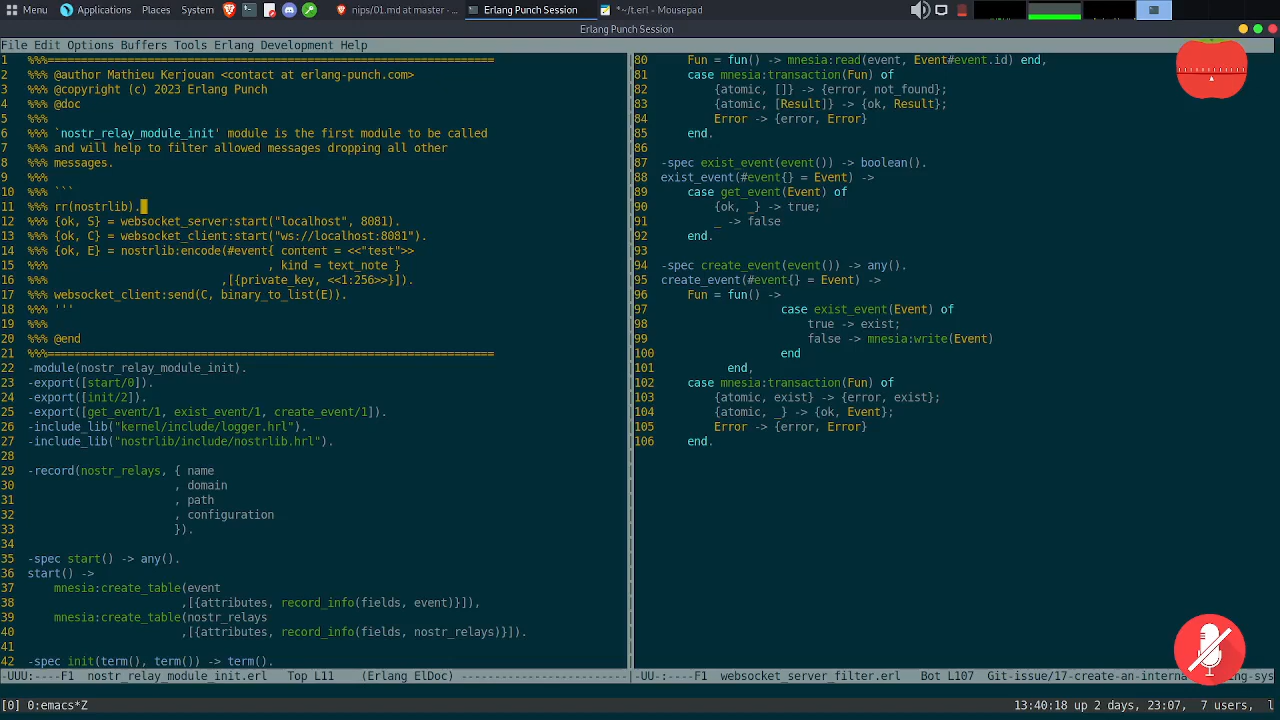 Menu Applications Places System nips/01.md at master - ... Erlang Punch Session *~/t.erl - Mousepad
Erlang Punch Session
File Edit Options Buffers Tools Erlang Development Help
1 %%%===================================================================
2 %%% @author Mathieu Kerjouan <contact at erlang-punch.com>
3 %%% @copyright (c) 2023 Erlang Punch
4 %%% @doc
5 %%%
6 %%% `nostr_relay_module_init' module is the first module to be called
7 %%% and will help to filter allowed messages dropping all other
8 %%% messages.
9 %%%
10 %%% ```
11 %%% rr(nostrlib).
12 %%% {ok, S} = websocket_server:start("localhost", 8081).
13 %%% {ok, C} = websocket_client:start("ws://localhost:8081").
14 %%% {ok, E} = nostrlib:encode(#event{ content = <<"test">>
15 %%%                                 , kind = text_note }
16 %%%                          ,[{private_key, <<1:256>>}]).
17 %%% websocket_client:send(C, binary_to_list(E)).
18 %%% '''
19 %%%
20 %%% @end
21 %%%===================================================================
22 -module(nostr_relay_module_init).
23 -export([start/0]).
24 -export([init/2]).
25 -export([get_event/1, exist_event/1, create_event/1]).
26 -include_lib("kernel/include/logger.hrl").
27 -include_lib("nostrlib/include/nostrlib.hrl").
28
29 -record(nostr_relays, { name
30                       , domain
31                       , path
32                       , configuration
33                       }).
34
35 -spec start() -> any().
36 start() ->
37     mnesia:create_table(event
38                        ,[{attributes, record_info(fields, event)}]),
39     mnesia:create_table(nostr_relays
40                        ,[{attributes, record_info(fields, nostr_relays)}]).
41
42 -spec init(term(), term()) -> term().
-UUU:----F1 nostr_relay_module_init.erl Top L11 (Erlang ElDoc) ---------------------
80     Fun = fun() -> mnesia:read(event, Event#event.id) end,
81     case mnesia:transaction(Fun) of
82         {atomic, []} -> {error, not_found};
83         {atomic, [Result]} -> {ok, Result};
84         Error -> {error, Error}
85     end.
86
87 -spec exist_event(event()) -> boolean().
88 exist_event(#event{} = Event) ->
89     case get_event(Event) of
90         {ok, _} -> true;
91         _ -> false
92     end.
93
94 -spec create_event(event()) -> any().
95 create_event(#event{} = Event) ->
96     Fun = fun() ->
97                   case exist_event(Event) of
98                       true -> exist;
99                       false -> mnesia:write(Event)
100                  end
101          end,
102    case mnesia:transaction(Fun) of
103        {atomic, exist} -> {error, exist};
104        {atomic, _} -> {ok, Event};
105        Error -> {error, Error}
106    end.
-UU-:----F1 websocket_server_filter.erl Bot L107 Git-issue/17-create-an-interna
ng-sys
[0] 0:emacs*Z 13:40:18 up 2 days, 23:07, 7 users, l